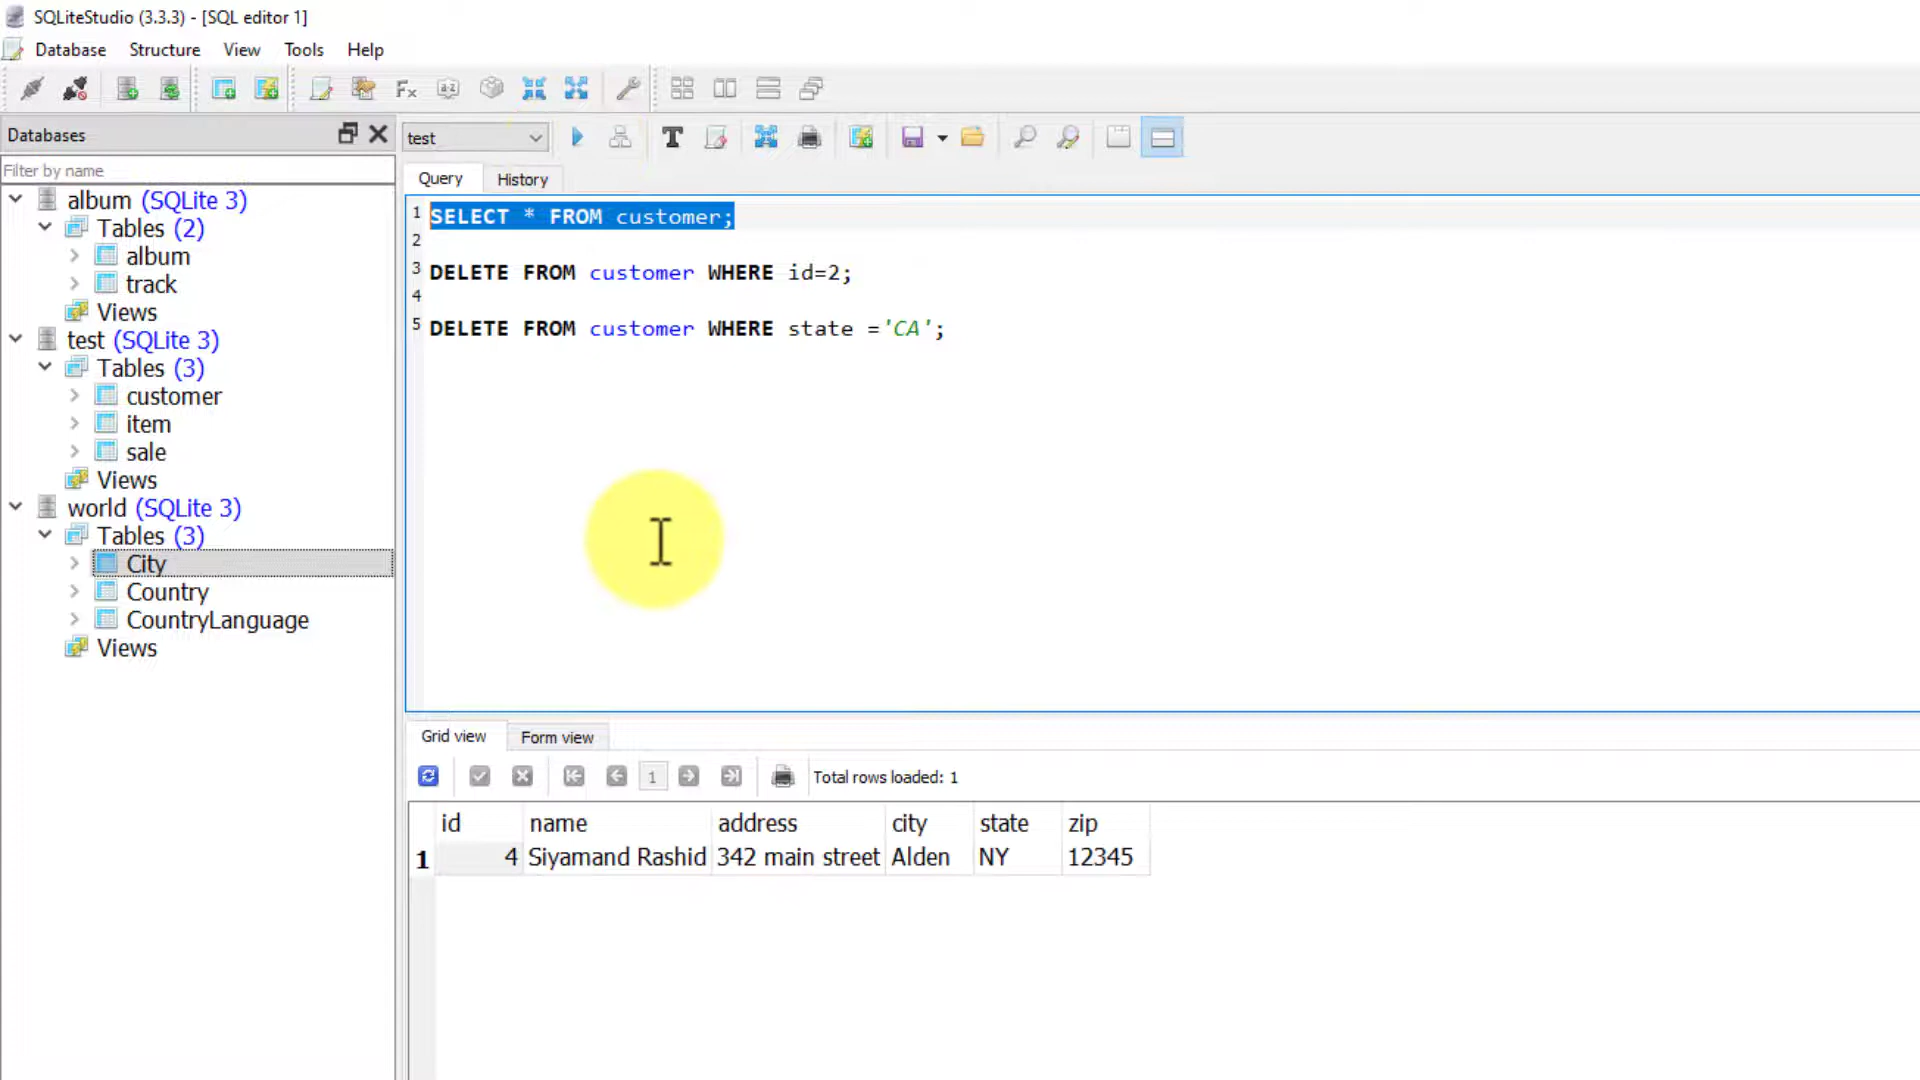 SQLiteStudio (3.3.3) - [SQL editor 1]
Database Structure View Tools Help
Databases
test
Filter by name
Query History
album (SQLite 3)
Tables (2)
album
track
Views
test (SQLite 3)
Tables (3)
customer
item
sale
Views
world (SQLite 3)
Tables (3)
City
Country
CountryLanguage
Views
1 SELECT * FROM customer;
2
3 DELETE FROM customer WHERE id=2;
4
5 DELETE FROM customer WHERE state ='CA';
Grid view Form view
1 Total rows loaded: 1
id name address city state zip
1 4 Siyamand Rashid 342 main street Alden NY 12345